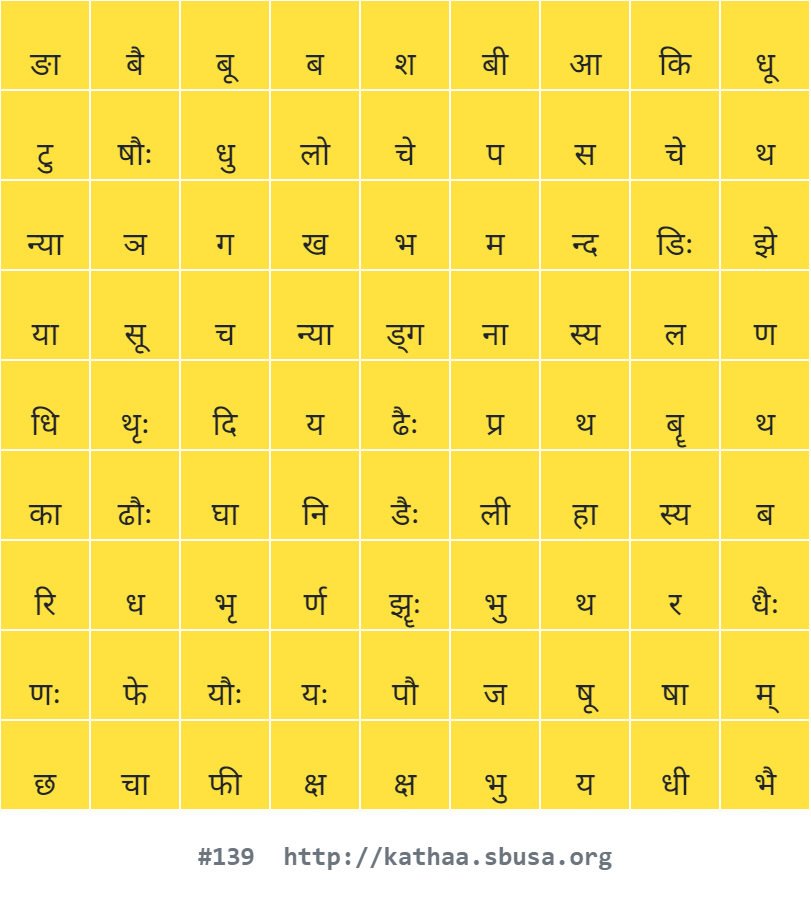 ङा बै बू ब श बी आ कि धू
टु षौः धु लो चे प स चे थ
न्या ञ ग ख भ म न्द डिः झे
या सू च न्या ड्ग ना स्य ल ण
धि थृः दि य ढैः प्र थ बॄ थ
का ढौः घा नि डैः ली हा स्य ब
रि ध भृ र्ण झॄः भु थ र धैः
णः फे यौः यः पौ ज षू षा म्
छ चा फी क्ष क्ष भु य धी भै
#139 http://kathaa.sbusa.org